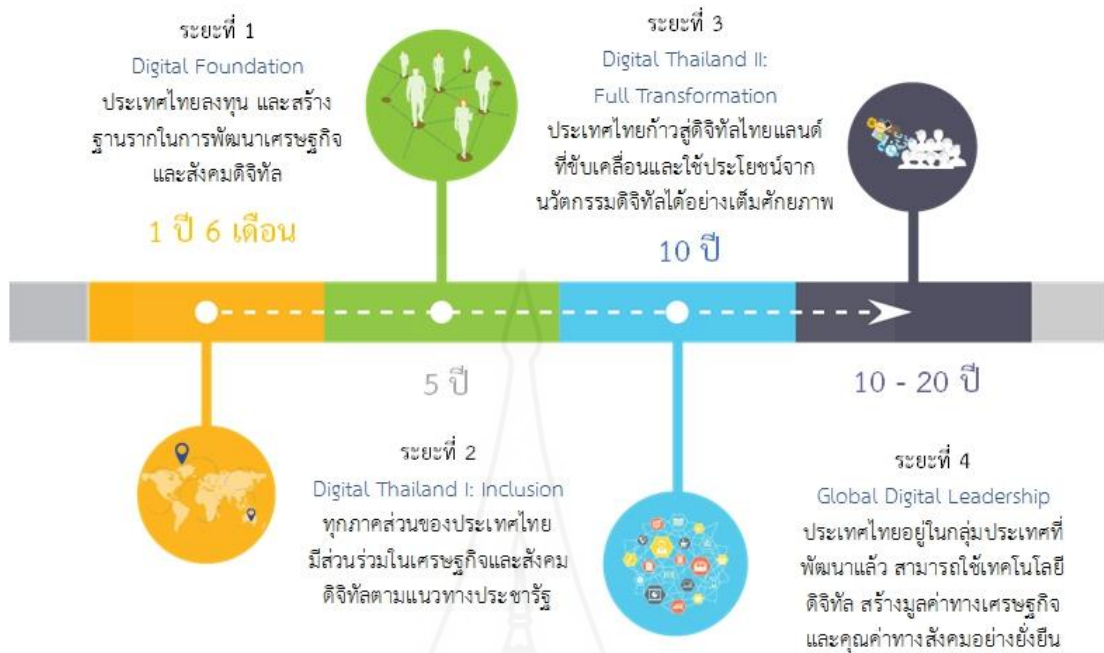 ระยะที่ 1
Digital Foundation
ประเทศไทยลงทุน และสร้าง
ฐานรากในการพัฒนาเศรษฐกิจ
และสังคมดิจิทัล
1 ปี 6 เดือน
5 ปี
ระยะที่ 2
Digital Thailand I: Inclusion
ทุกภาคส่วนของประเทศไทย
มีส่วนร่วมในเศรษฐกิจและสังคม
ดิจิทัลตามแนวทางประชารัฐ
ระยะที่ 3
Digital Thailand II:
Full Transformation
ประเทศไทยก้าวสู่ดิจิทัลไทยแลนด์
ที่ขับเคลื่อนและใช้ประโยชน์จาก
นวัตกรรมดิจิทัลได้อย่างเต็มศักยภาพ
10 ปี
10 - 20 ปี
ระยะที่ 4
Global Digital Leadership
ประเทศไทยอยู่ในกลุ่มประเทศที่
พัฒนาแล้ว สามารถใช้เทคโนโลยี
ดิจิทัล สร้างมูลค่าทางเศรษฐกิจ
และคุณค่าทางสังคมอย่างยั่งยืน